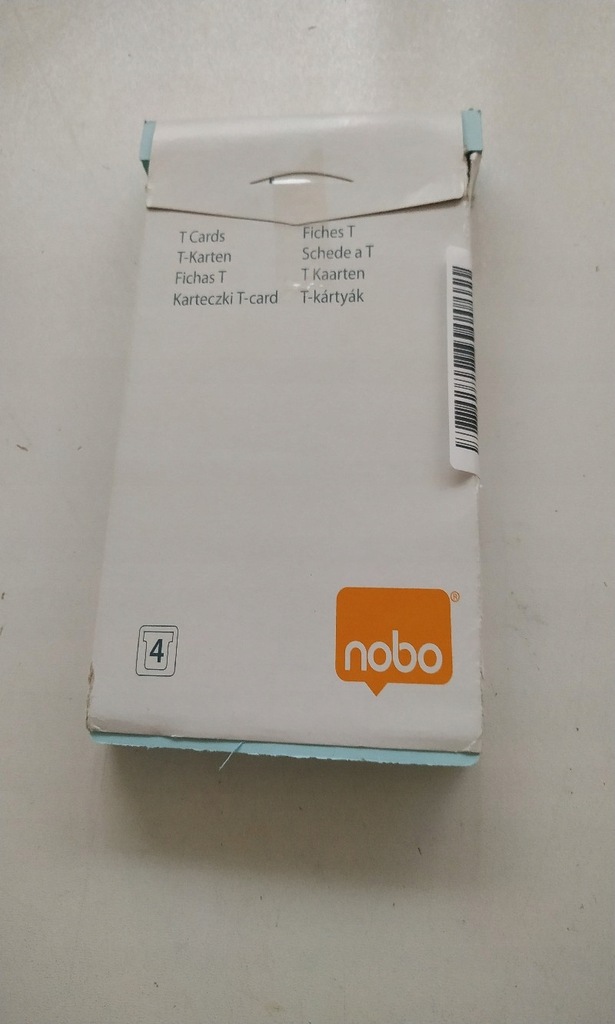 T Cards
T-Karten
Fichas T
Karteczki T-card
Fiches T
Schede a T
T Kaarten
T-kártyák
4
nobo®